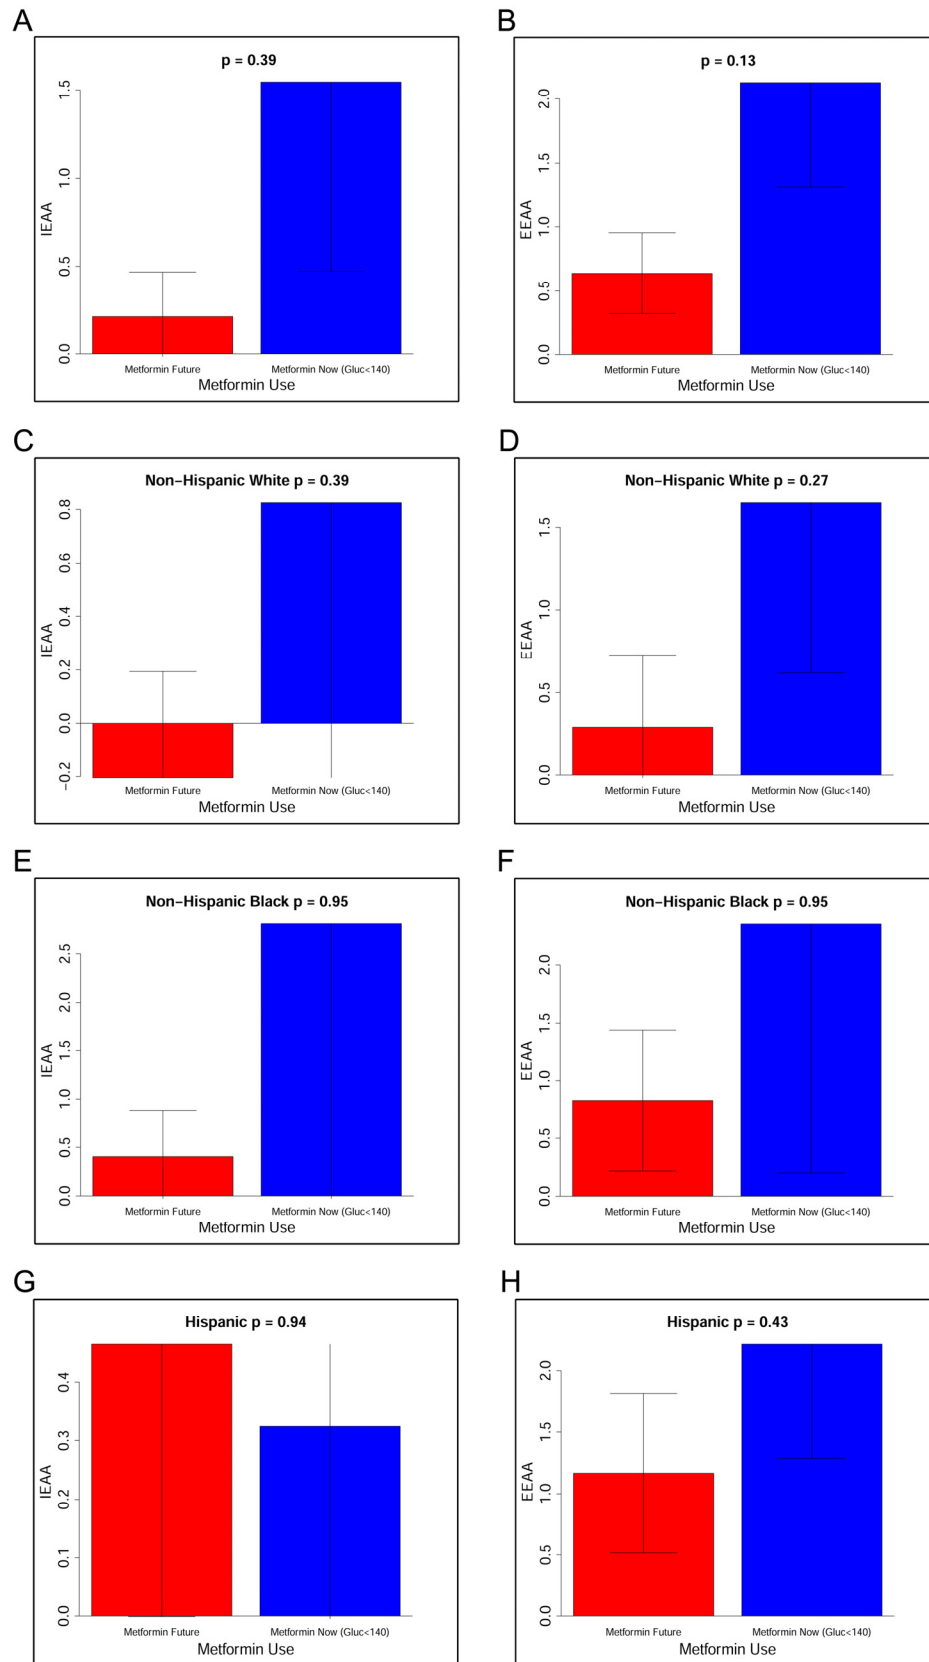 A
p = 0.39
IEAA
1.5
1.0
0.5
0.0
Metformin Future
Metformin Now (Gluc<140)
Metformin Use
B
p = 0.13
EEAA
2.0
1.5
1.0
0.5
0.0
Metformin Future
Metformin Now (Gluc<140)
Metformin Use
C
Non−Hispanic White p = 0.39
IEAA
0.8
0.6
0.4
0.2
0.0
−0.2
Metformin Future
Metformin Now (Gluc<140)
Metformin Use
D
Non−Hispanic White p = 0.27
EEAA
1.5
1.0
0.5
0.0
Metformin Future
Metformin Now (Gluc<140)
Metformin Use
E
Non−Hispanic Black p = 0.95
IEAA
2.5
2.0
1.5
1.0
0.5
0.0
Metformin Future
Metformin Now (Gluc<140)
Metformin Use
F
Non−Hispanic Black p = 0.95
EEAA
2.0
1.5
1.0
0.5
0.0
Metformin Future
Metformin Now (Gluc<140)
Metformin Use
G
Hispanic p = 0.94
IEAA
0.4
0.3
0.2
0.1
0.0
Metformin Future
Metformin Now (Gluc<140)
Metformin Use
H
Hispanic p = 0.43
EEAA
2.0
1.5
1.0
0.5
0.0
Metformin Future
Metformin Now (Gluc<140)
Metformin Use